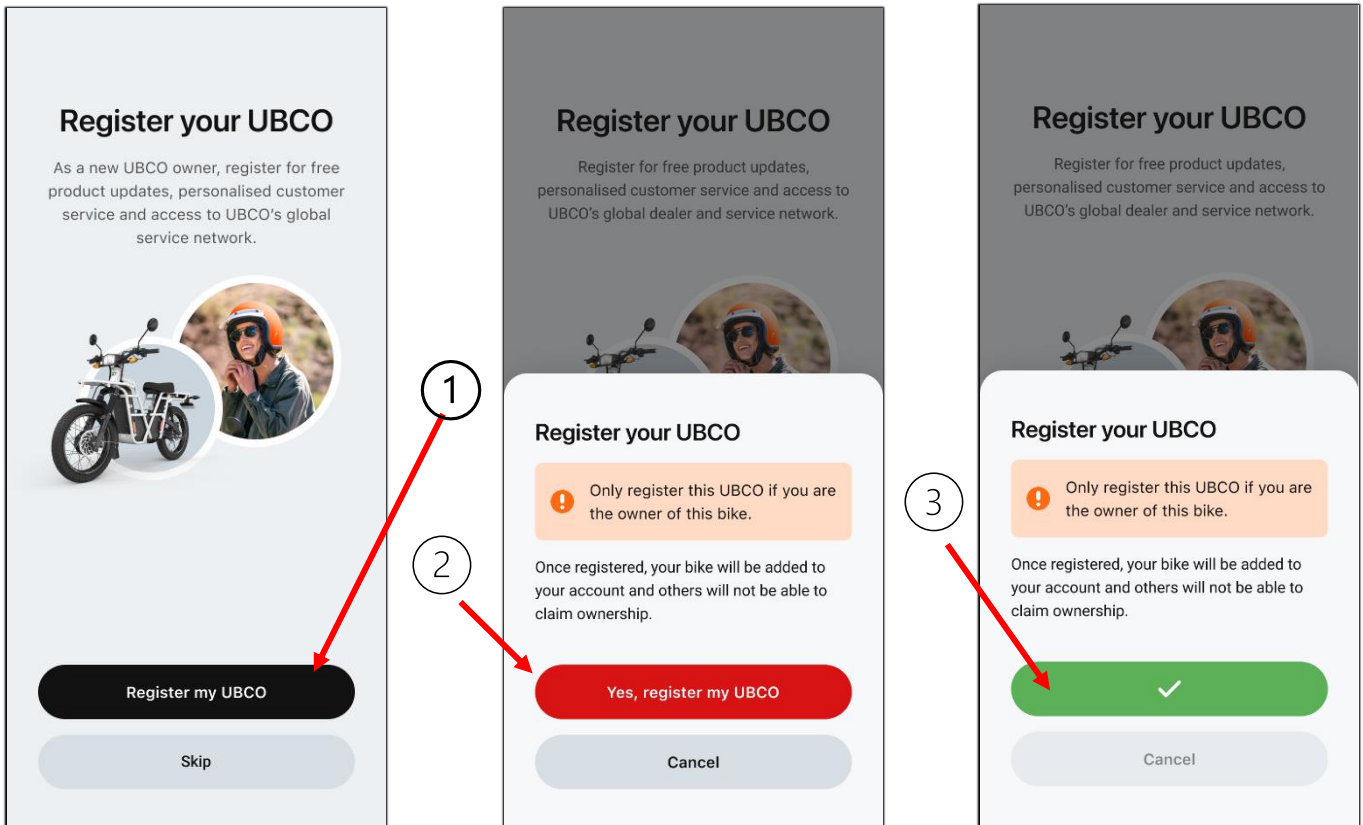 Register your UBCO
As a new UBCO owner, register for free
product updates, personalised customer
service and access to UBCO's global
service network.
1
Register my UBCO
Skip
Register your UBCO
Register for free product updates,
personalised customer service and access to
UBCO's global dealer and service network.
Register your UBCO
Only register this UBCO if you are
the owner of this bike.
2
Once registered, your bike will be added to
your account and others will not be able to
claim ownership.
Yes, register my UBCO
Cancel
Register your UBCO
Register for free product updates,
personalised customer service and access to
UBCO's global dealer and service network.
Register your UBCO
Only register this UBCO if you are
the owner of this bike.
3
Once registered, your bike will be added to
your account and others will not be able to
claim ownership.
Cancel